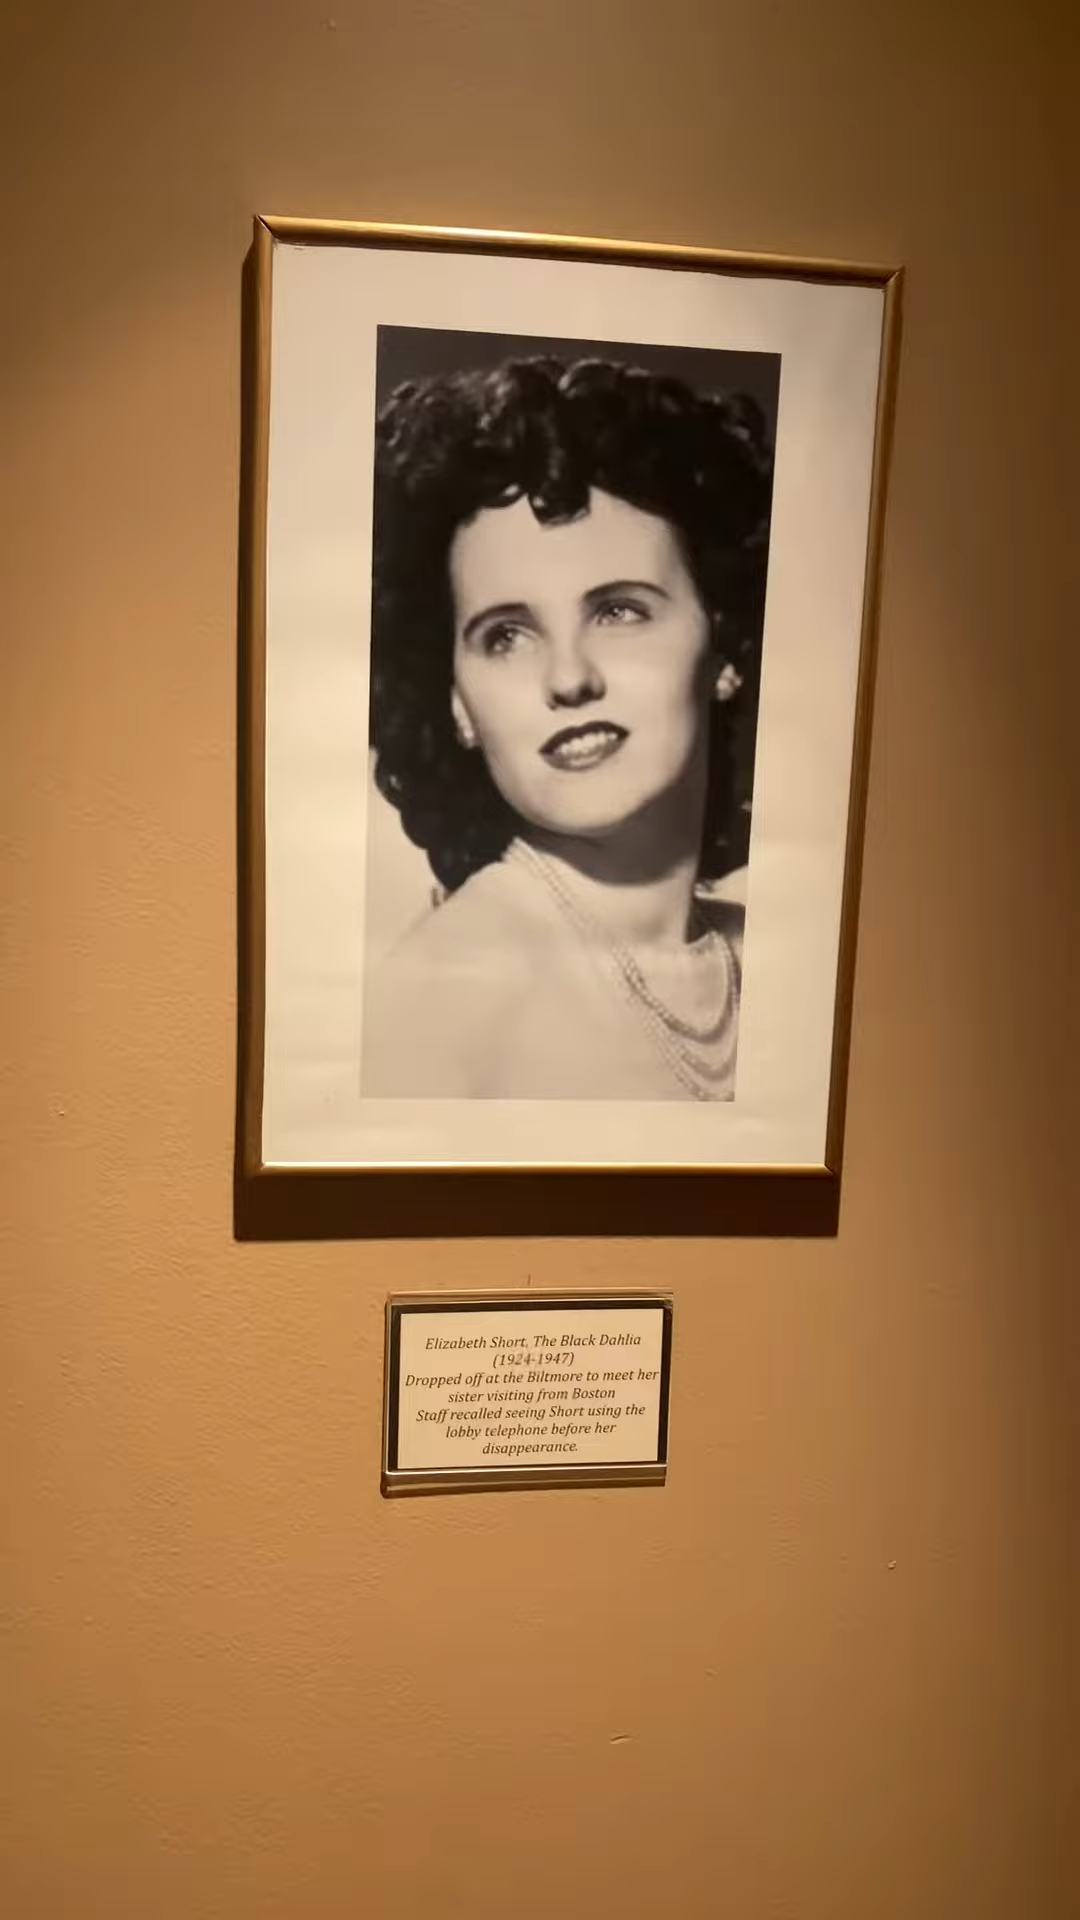 Elizabeth Short, The Black Dahlia
(1924-1947)
Dropped off at the Biltmore to meet her
sister visiting from Boston
Staff recalled seeing Short using the
lobby telephone before her
disappearance.